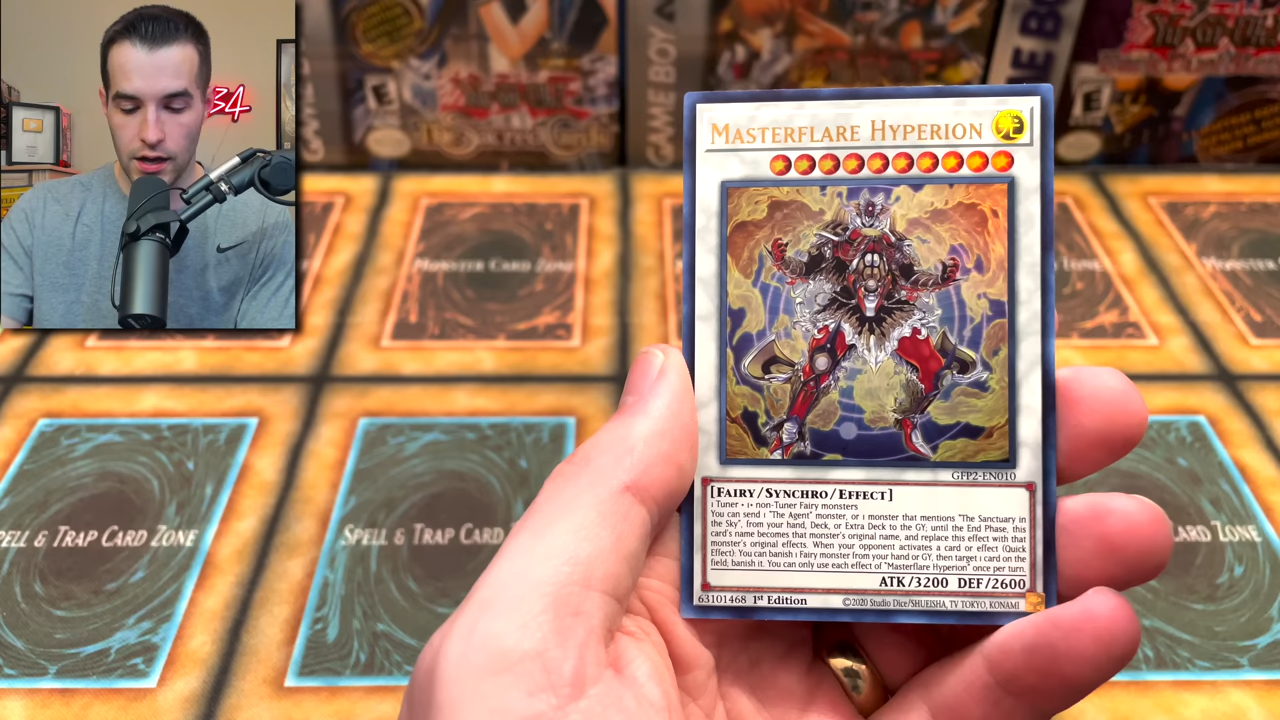 GAME BOY
GAME BO
E
34
MASTERFLARE HYPERION
光
MONSTER CARD ZONE
GFP2-EN010
[FAIRY/SYNCHRO/EFFECT]
1 Tuner + 1+ non-Tuner Fairy monsters
You can send 1 "The Agent" monster, or 1 monster that mentions "The Sanctuary in
the Sky", from your hand, Deck, or Extra Deck to the GY; until the End Phase, this
card's name becomes that monster's original name, and replace this effect with that
monster's original effects. When your opponent activates a card or effect (Quick
Effect): You can banish 1 Fairy monster from your hand or GY, then target 1 card on the
field; banish it. You can only use each effect of "Masterflare Hyperion" once per turn.
ATK/3200 DEF/2600
63101468 1st Edition ©2020 Studio Dice/SHUEISHA, TV TOKYO, KONAMI
PELL & TRAP CARD ZONE
SPELL & TRAP CARD
ARD ZONE